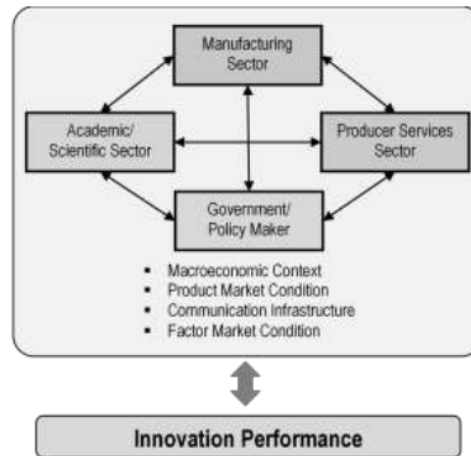 Manufacturing
Sector
Academic/
Scientific Sector
Producer Services
Sector
Government/
Policy Maker
▪ Macroeconomic Context
▪ Product Market Condition
▪ Communication Infrastructure
▪ Factor Market Condition
Innovation Performance